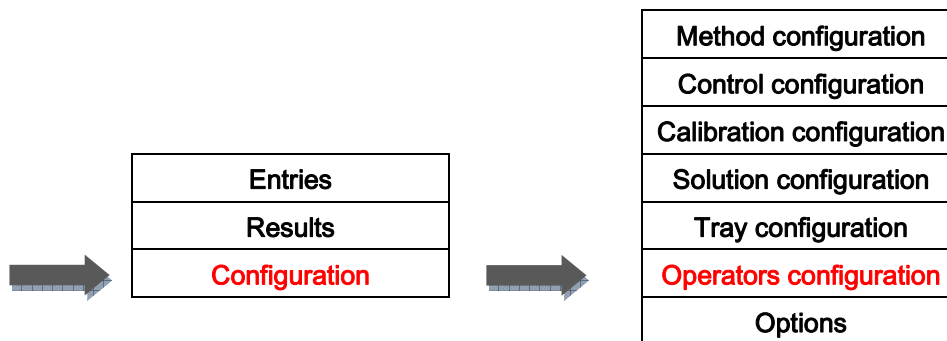 Entries
Results
Configuration
Method configuration
Control configuration
Calibration configuration
Solution configuration
Tray configuration
Operators configuration
Options